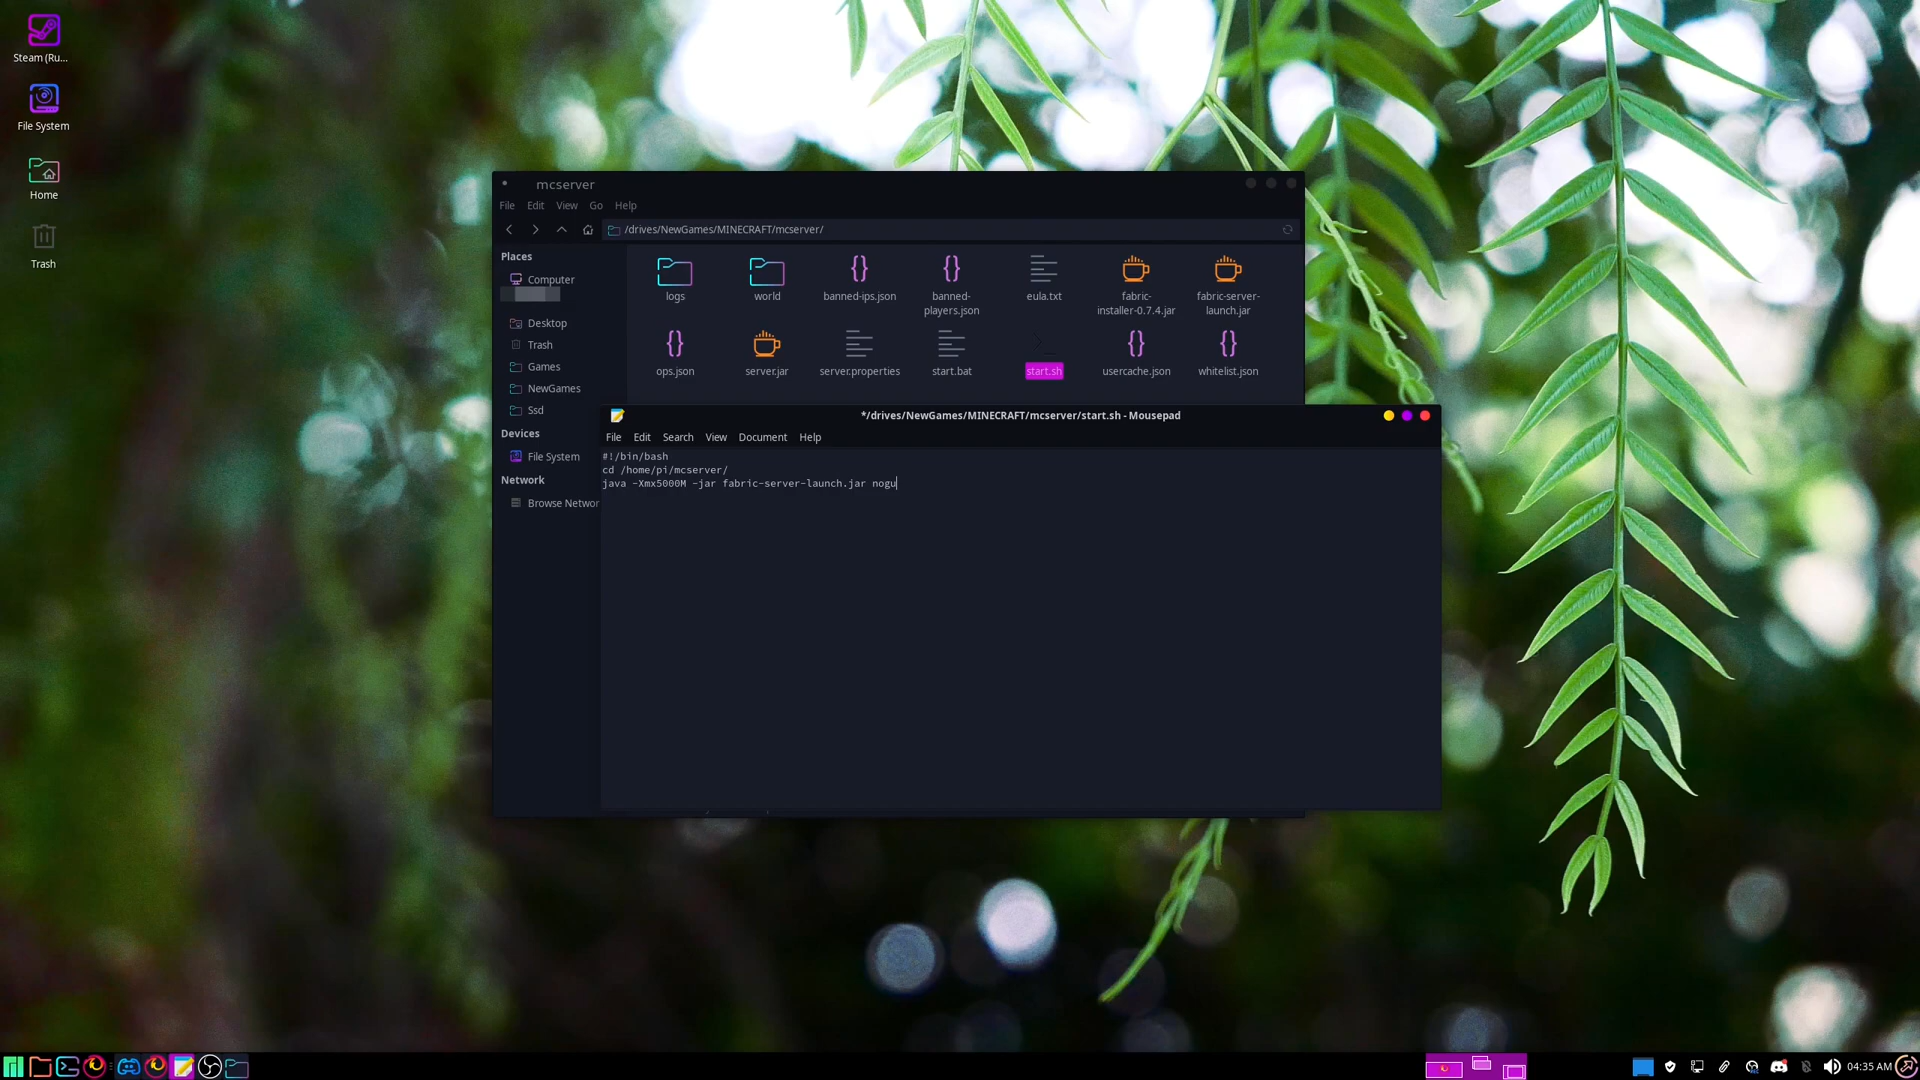 Steam (Ru...
File System
Home
Trash
mcserver
File Edit View Go Help
/drives/NewGames/MINECRAFT/mcserver/
Places
Computer
Desktop
Trash
Games
NewGames
Ssd
Devices
File System
Network
Browse Networ
logs
world
banned-ips.json
banned-
players.json
eula.txt
fabric-
installer-0.7.4.jar
fabric-server-
launch.jar
ops.json
server.jar
server.properties
start.bat
start.sh
usercache.json
whitelist.json
*/drives/NewGames/MINECRAFT/mcserver/start.sh - Mousepad
File Edit Search View Document Help
#!/bin/bash
cd /home/pi/mcserver/
java -Xmx5000M -jar fabric-server-launch.jar nogu
04:35 AM